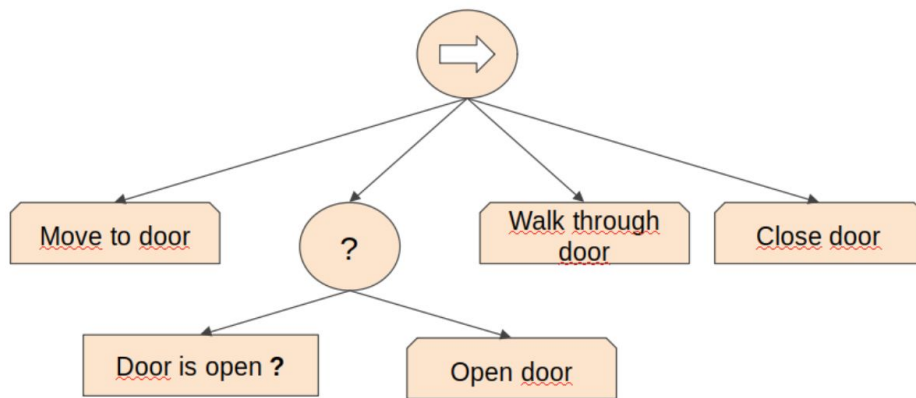 Move to door
?
Walk through
door
Close door
Door is open ?
Open door